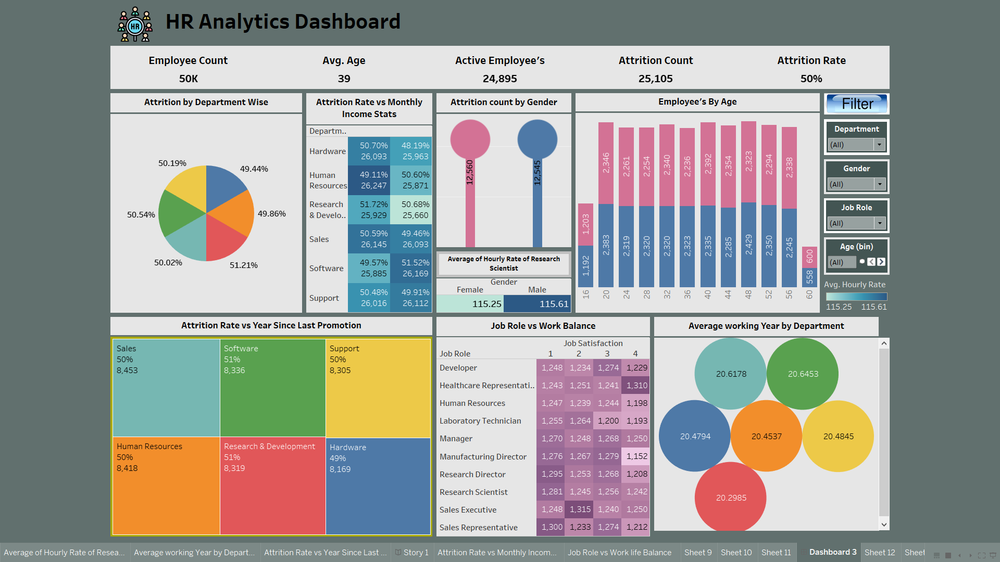 HR
HR Analytics Dashboard
Employee Count
50K
Avg. Age
39
Active Employee's
24,895
Attrition Count
25,105
Attrition Rate
50%
Attrition by Department Wise
50.19%
49.44%
50.54%
49.86%
50.02%
51.21%
Attrition Rate vs Monthly
Income Stats
Departm..
Hardware
50.70% 48.19%
26,093 25,963
Human
Resources
49.11% 50.60%
26,247 25,871
Research
& Develo..
51.72% 50.68%
25,929 25,660
Sales
50.59% 49.46%
26,145 26,093
Software
49.57% 51.52%
25,885 26,169
Support
50.48% 49.91%
26,016 26,112
Attrition count by Gender
12,560
12,545
Average of Hourly Rate of Research
Scientist
Gender
Female Male
115.25 115.61
Employee's By Age
1,203 2,346 2,261 2,254 2,340 2,236 2,392 2,354 2,323 2,294 2,338 600
1,192 2,383 2,319 2,320 2,320 2,323 2,335 2,285 2,429 2,350 2,245 558
16 20 24 28 32 36 40 44 48 52 56 60
Filter
Department
(All)
Gender
(All)
Job Role
(All)
Age (bin)
(All)
Avg. Hourly Rate
115.25 115.61
Attrition Rate vs Year Since Last Promotion
Sales
50%
8,453
Software
51%
8,336
Support
50%
8,305
Human Resources
50%
8,418
Research & Development
51%
8,319
Hardware
49%
8,169
Job Role vs Work Balance
Job Satisfaction
Job Role 1 2 3 4
Developer 1,248 1,234 1,274 1,229
Healthcare Representati.. 1,243 1,251 1,241 1,310
Human Resources 1,247 1,239 1,244 1,198
Laboratory Technician 1,255 1,264 1,200 1,193
Manager 1,270 1,248 1,268 1,250
Manufacturing Director 1,276 1,267 1,279 1,152
Research Director 1,295 1,253 1,268 1,208
Research Scientist 1,281 1,245 1,256 1,242
Sales Executive 1,248 1,315 1,240 1,250
Sales Representative 1,300 1,233 1,274 1,212
Average working Year by Department
20.6178 20.6453
20.4794 20.4537 20.4845
20.2985
Average of Hourly Rate of Resea... Average working Year by Depart... Attrition Rate vs Year Since Last ... Story 1 Attrition Rate vs Monthly Incom... Job Role vs Work life Balance Sheet 9 Sheet 10 Sheet 11 Dashboard 3 Sheet 12 Sheet